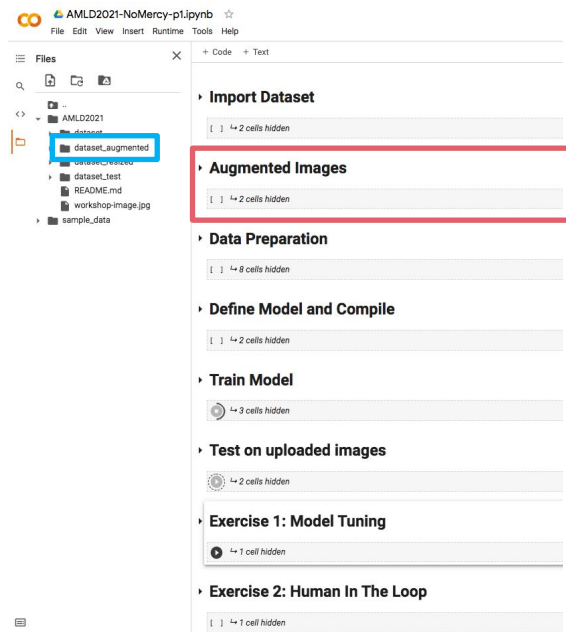 AMLD2021-NoMercy-p1.ipynb
File Edit View Insert Runtime Tools Help
Files
+ Code + Text
..
AMLD2021
dataset
dataset_augmented
dataset_resized
dataset_test
README.md
workshop-image.jpg
sample_data
Import Dataset
[ ] 2 cells hidden
Augmented Images
[ ] 2 cells hidden
Data Preparation
[ ] 8 cells hidden
Define Model and Compile
[ ] 2 cells hidden
Train Model
3 cells hidden
Test on uploaded images
2 cells hidden
Exercise 1: Model Tuning
1 cell hidden
Exercise 2: Human In The Loop
[ ] 1 cell hidden